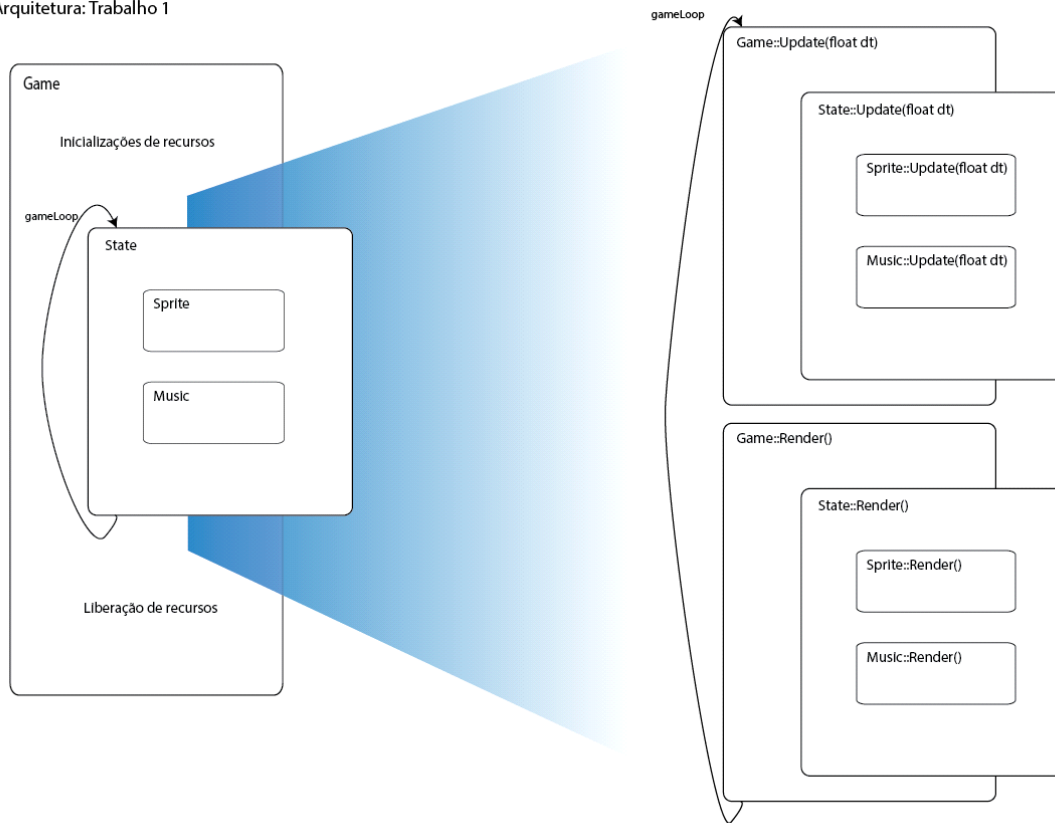 Arquitetura: Trabalho 1
Game
Inicializações de recursos
gameLoop
State
Sprite
Music
Liberação de recursos
gameLoop
Game::Update(float dt)
State::Update(float dt)
Sprite::Update(float dt)
Music::Update(float dt)
Game::Render()
State::Render()
Sprite::Render()
Music::Render()